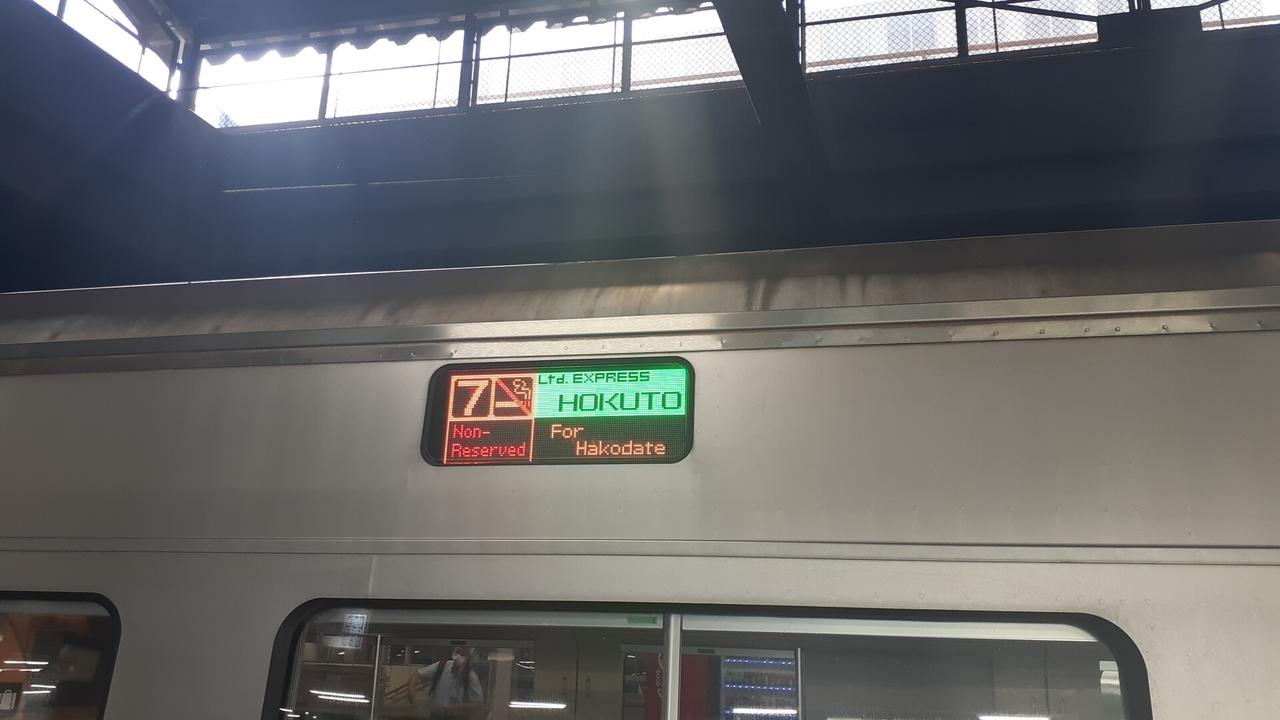 7
Ltd. EXPRESS
HOKUTO
Non-
Reserved
For
Hakodate